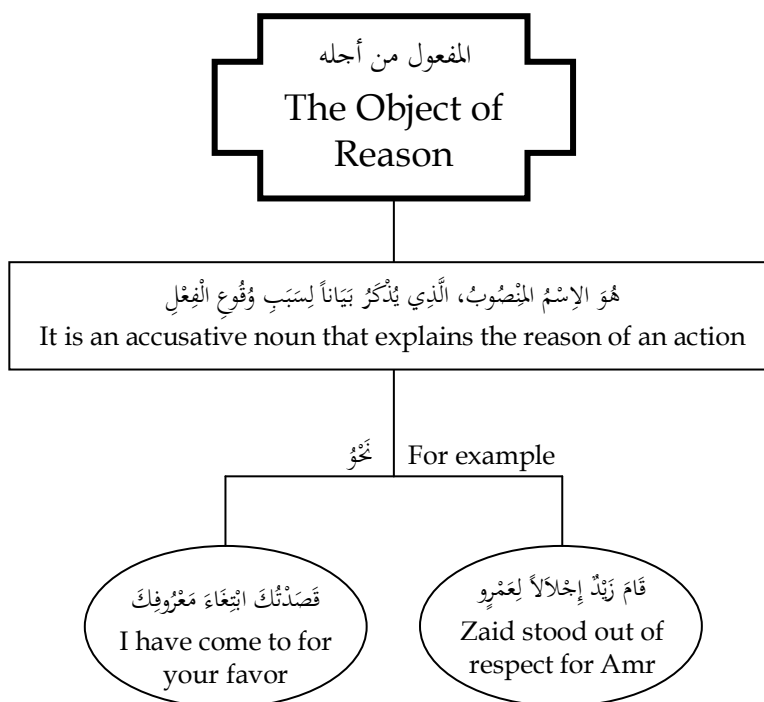 المفعول من أجله
The Object of
Reason
هُوَ الاِسْمُ المَنْصُوبُ، الَّذِي يُذْكَرُ بَيَاناً لِسَبَبِ وُقُوعِ الْفِعْلِ
It is an accusative noun that explains the reason of an action
نَحْوُ
For example
قَصَدْتُكَ ابْتِغَاءَ مَعْرُوفِكَ
I have come to for
your favor
قَامَ زَيْدٌ إِجْلاَلاً لِعَمْرٍو
Zaid stood out of
respect for Amr